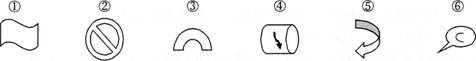 ① ② ③ ④ ⑤ ⑥
C